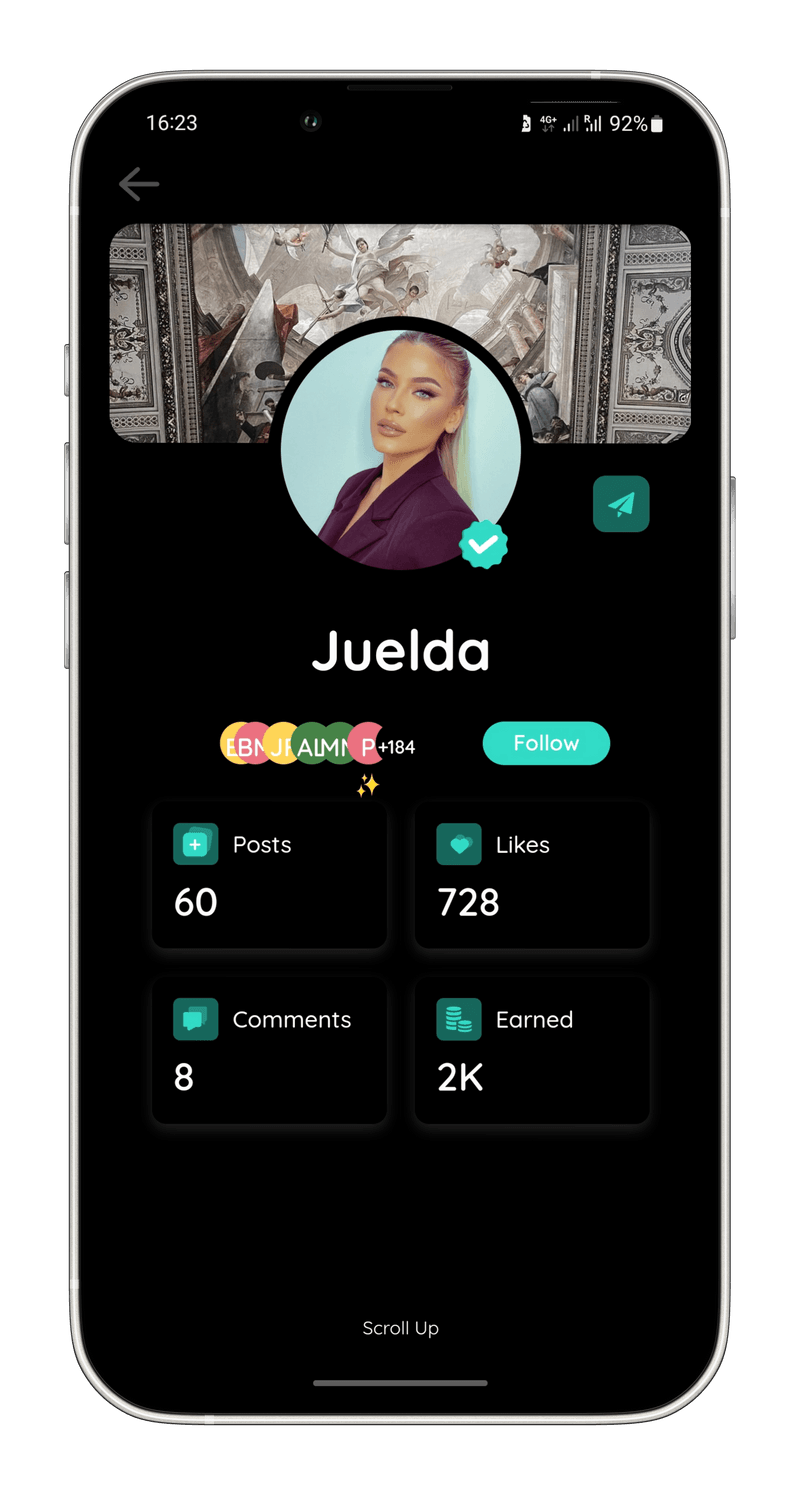 16:23 4G+ R 92%
Juelda
P +184 Follow
Posts
60
Likes
728
Comments
8
Earned
2K
Scroll Up